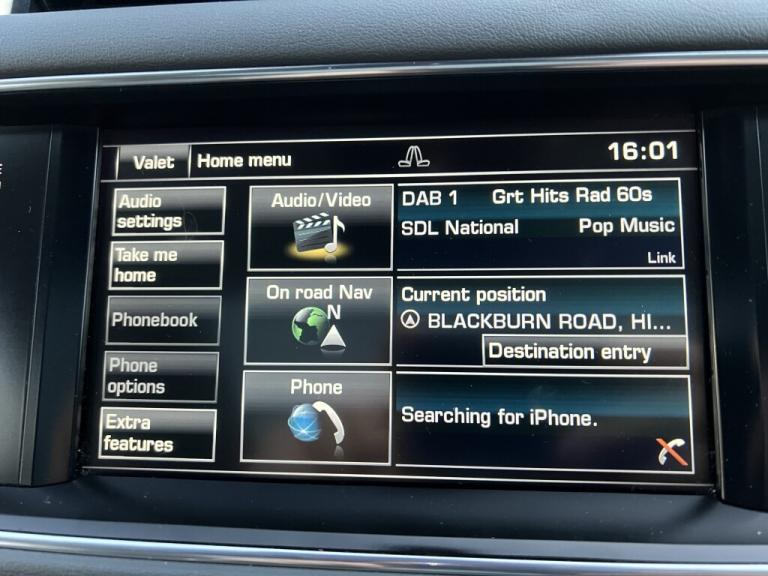 Valet
Home menu
16:01
Audio
settings
Take me
home
Phonebook
Phone
options
Extra
features
Audio/Video
On road Nav
N
Phone
DAB 1 Grt Hits Rad 60s
SDL National Pop Music
Link
Current position
BLACKBURN ROAD, HI...
Destination entry
Searching for iPhone.